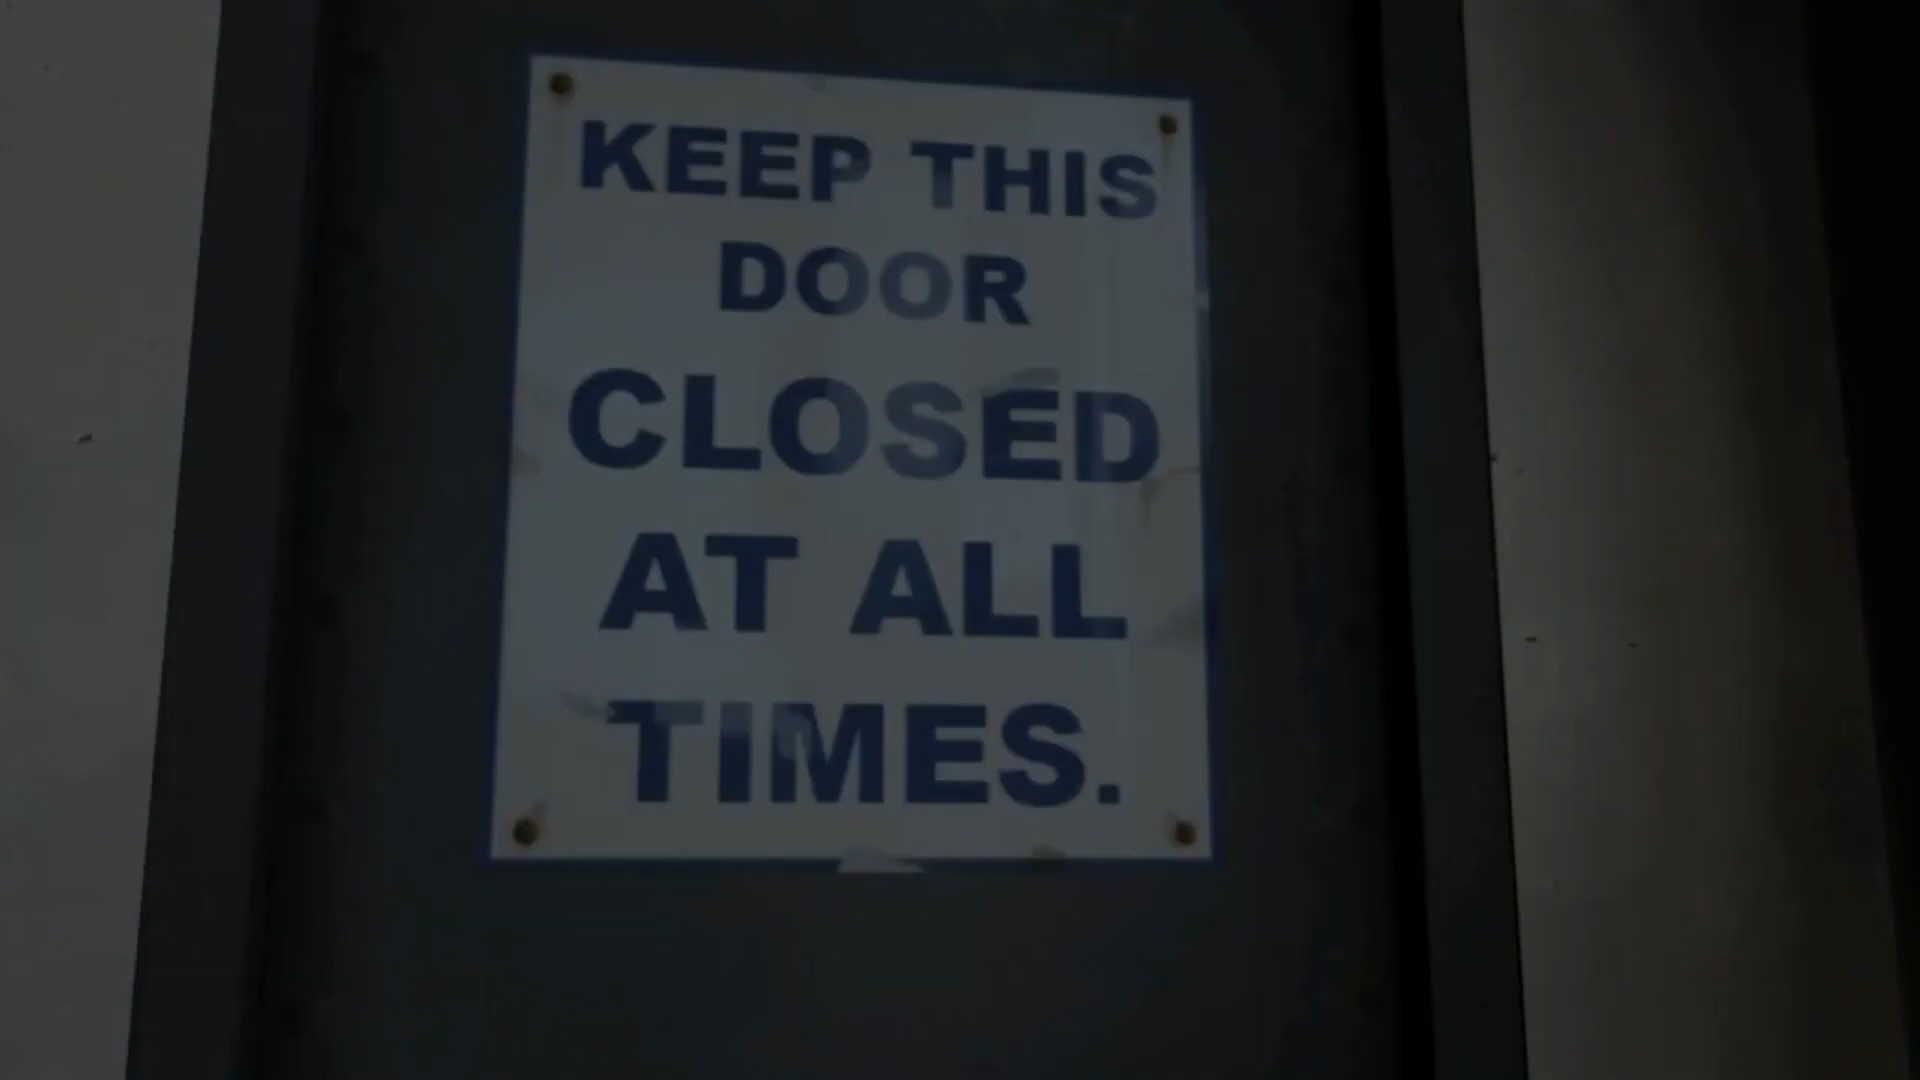 KEEP THIS
DOOR
CLOSED
AT ALL
TIMES.